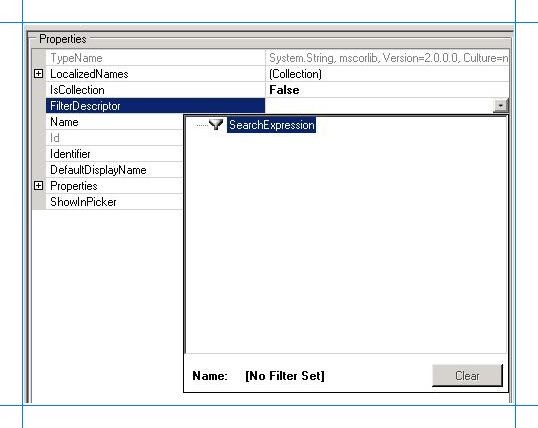 Properties
TypeName System.String, mscorlib, Version=2.0.0.0, Culture=n
LocalizedNames (Collection)
IsCollection False
FilterDescriptor
Name
SearchExpression
Id
Identifier
DefaultDisplayName
Properties
ShowInPicker
Name: [No Filter Set] Clear